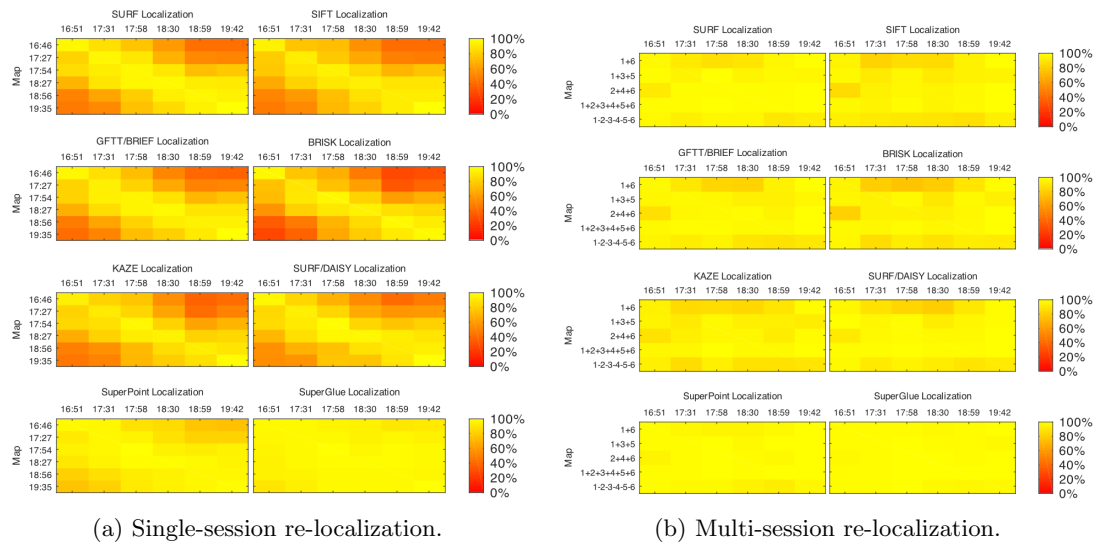 SURF Localization
SIFT Localization
16:51 17:31 17:58 18:30 18:59 19:42 16:51 17:31 17:58 18:30 18:59 19:42
Map
16:46
17:27
17:54
18:27
18:56
19:35
100%
80%
60%
40%
20%
0%
GFTT/BRIEF Localization
BRISK Localization
16:51 17:31 17:58 18:30 18:59 19:42 16:51 17:31 17:58 18:30 18:59 19:42
Map
16:46
17:27
17:54
18:27
18:56
19:35
100%
80%
60%
40%
20%
0%
KAZE Localization
SURF/DAISY Localization
16:51 17:31 17:58 18:30 18:59 19:42 16:51 17:31 17:58 18:30 18:59 19:42
Map
16:46
17:27
17:54
18:27
18:56
19:35
100%
80%
60%
40%
20%
0%
SuperPoint Localization
SuperGlue Localization
16:51 17:31 17:58 18:30 18:59 19:42 16:51 17:31 17:58 18:30 18:59 19:42
Map
16:46
17:27
17:54
18:27
18:56
19:35
100%
80%
60%
40%
20%
0%
(a) Single-session re-localization.
SURF Localization
SIFT Localization
16:51 17:31 17:58 18:30 18:59 19:42 16:51 17:31 17:58 18:30 18:59 19:42
Map
1+6
1+3+5
2+4+6
1+2+3+4+5+6
1-2-3-4-5-6
100%
80%
60%
40%
20%
0%
GFTT/BRIEF Localization
BRISK Localization
16:51 17:31 17:58 18:30 18:59 19:42 16:51 17:31 17:58 18:30 18:59 19:42
Map
1+6
1+3+5
2+4+6
1+2+3+4+5+6
1-2-3-4-5-6
100%
80%
60%
40%
20%
0%
KAZE Localization
SURF/DAISY Localization
16:51 17:31 17:58 18:30 18:59 19:42 16:51 17:31 17:58 18:30 18:59 19:42
Map
1+6
1+3+5
2+4+6
1+2+3+4+5+6
1-2-3-4-5-6
100%
80%
60%
40%
20%
0%
SuperPoint Localization
SuperGlue Localization
16:51 17:31 17:58 18:30 18:59 19:42 16:51 17:31 17:58 18:30 18:59 19:42
Map
1+6
1+3+5
2+4+6
1+2+3+4+5+6
1-2-3-4-5-6
100%
80%
60%
40%
20%
0%
(b) Multi-session re-localization.